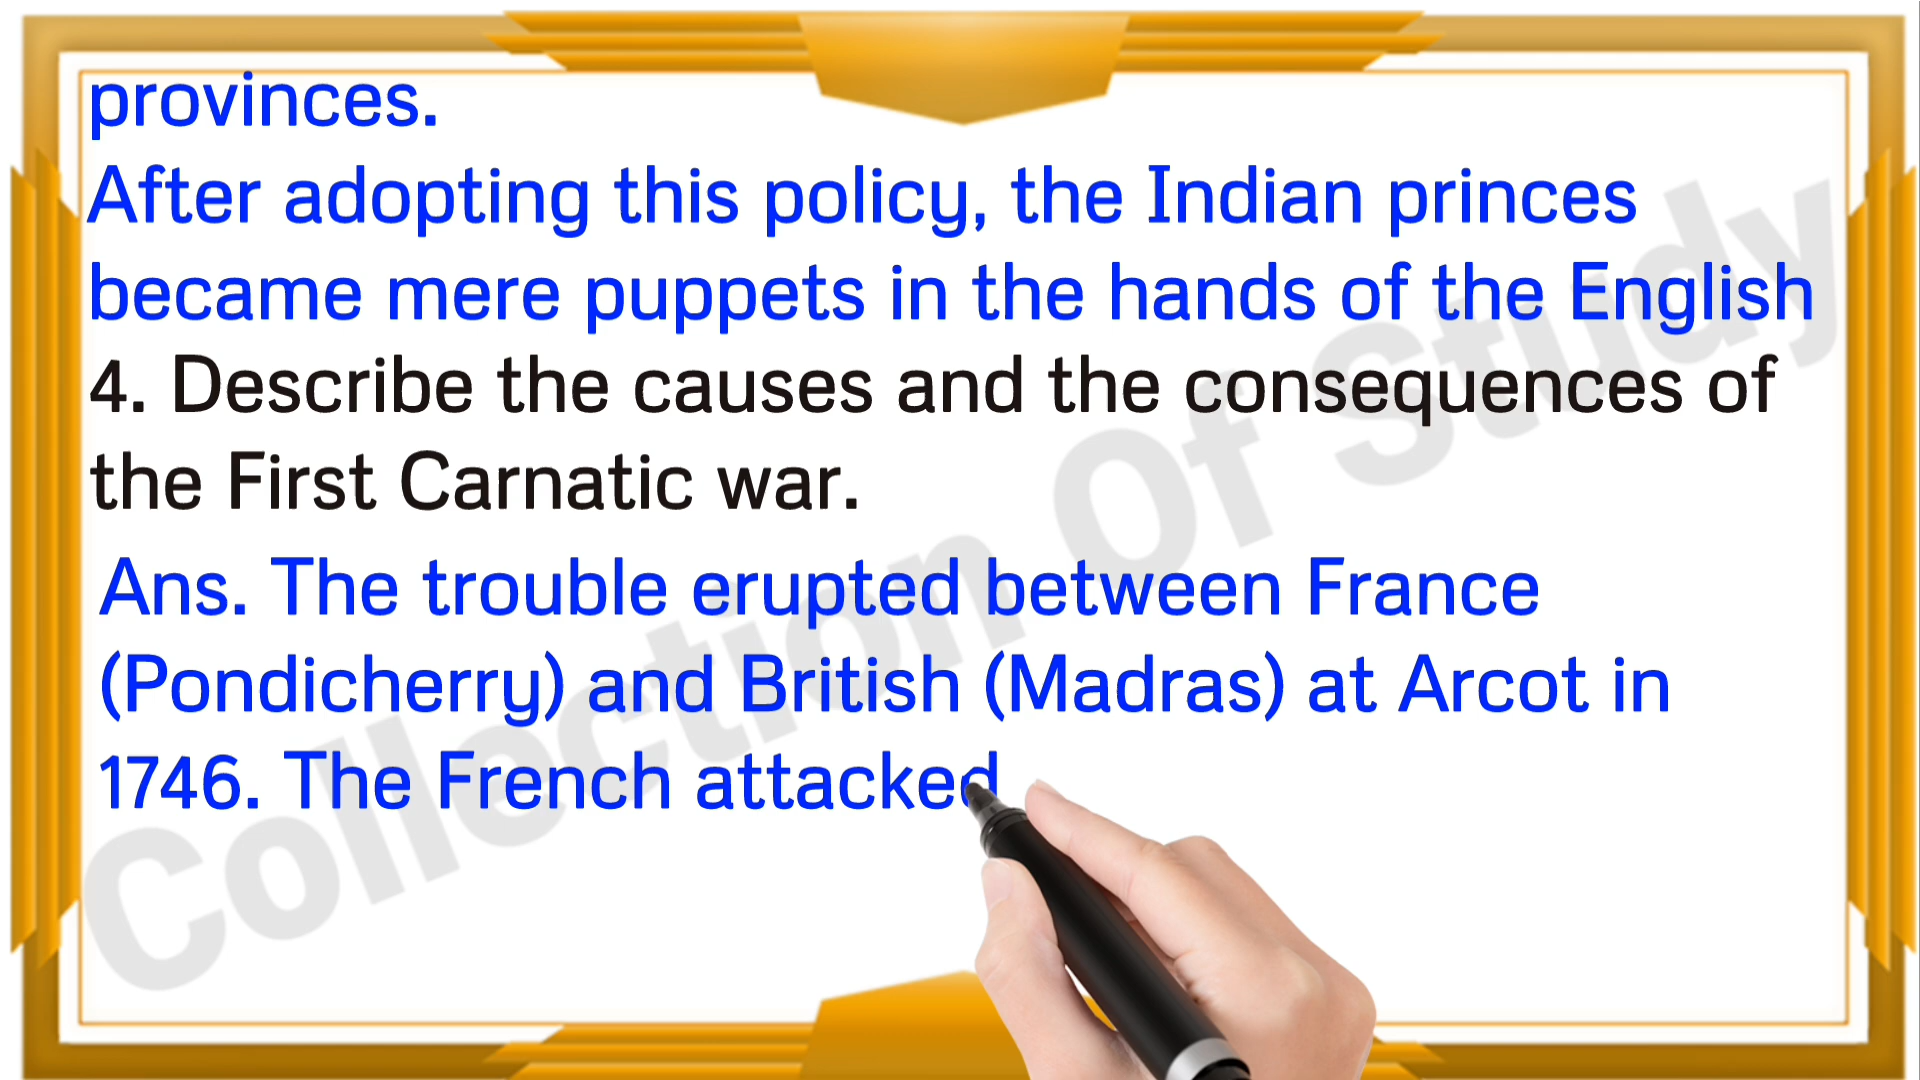 provinces.
After adopting this policy, the Indian princes
became mere puppets in the hands of the English
4. Describe the causes and the consequences of
the First Carnatic war.
Ans. The trouble erupted between France
(Pondicherry) and British (Madras) at Arcot in
1746. The French attacked
Collection Of Study